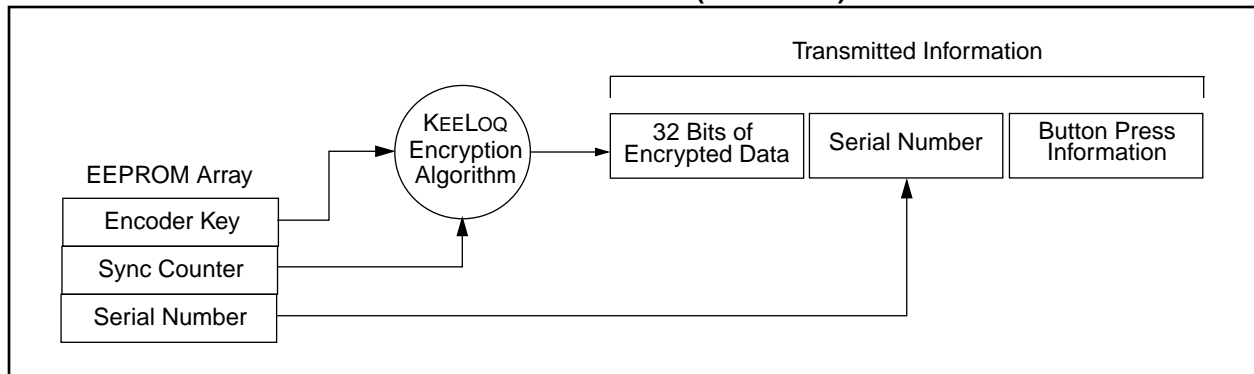 Transmitted Information
KEELOQ
Encryption
Algorithm
32 Bits of
Encrypted Data
Serial Number
Button Press
Information
EEPROM Array
Encoder Key
Sync Counter
Serial Number